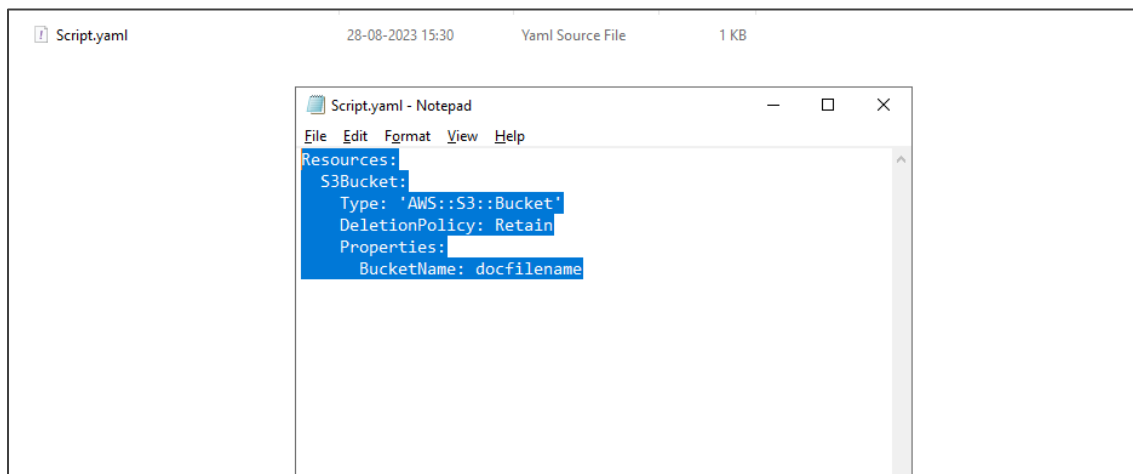 Script.yaml 28-08-2023 15:30 Yaml Source File 1 KB
Script.yaml - Notepad
File Edit Format View Help
Resources:
  S3Bucket:
    Type: 'AWS::S3::Bucket'
    DeletionPolicy: Retain
    Properties:
      BucketName: docfilename